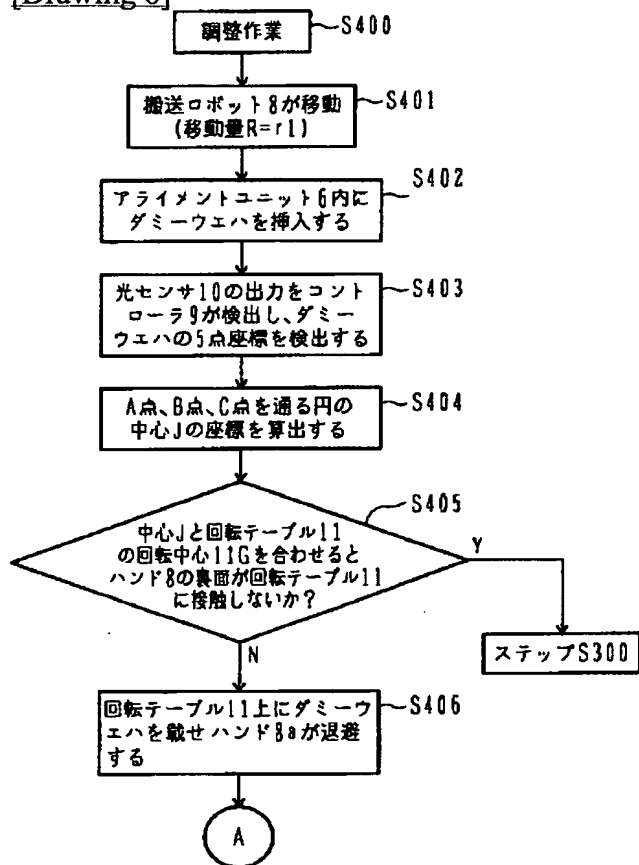 調整作業
S400
搬送ロボット8が移動
(移動量R=r1)
S401
アライメントユニット6内に
ダミーウエハを挿入する
S402
光センサ10の出力をコント
ローラ9が検出し、ダミー
ウエハの5点座標を検出する
S403
A点、B点、C点を通る円の
中心Jの座標を算出する
S404
中心Jと回転テーブル11
の回転中心11Gを合わせると
ハンド8の裏面が回転テーブル11
に接触しないか?
S405
Y
ステップS300
N
回転テーブル11上にダミーウ
エハを載せハンド8aが退避
する
S406
A